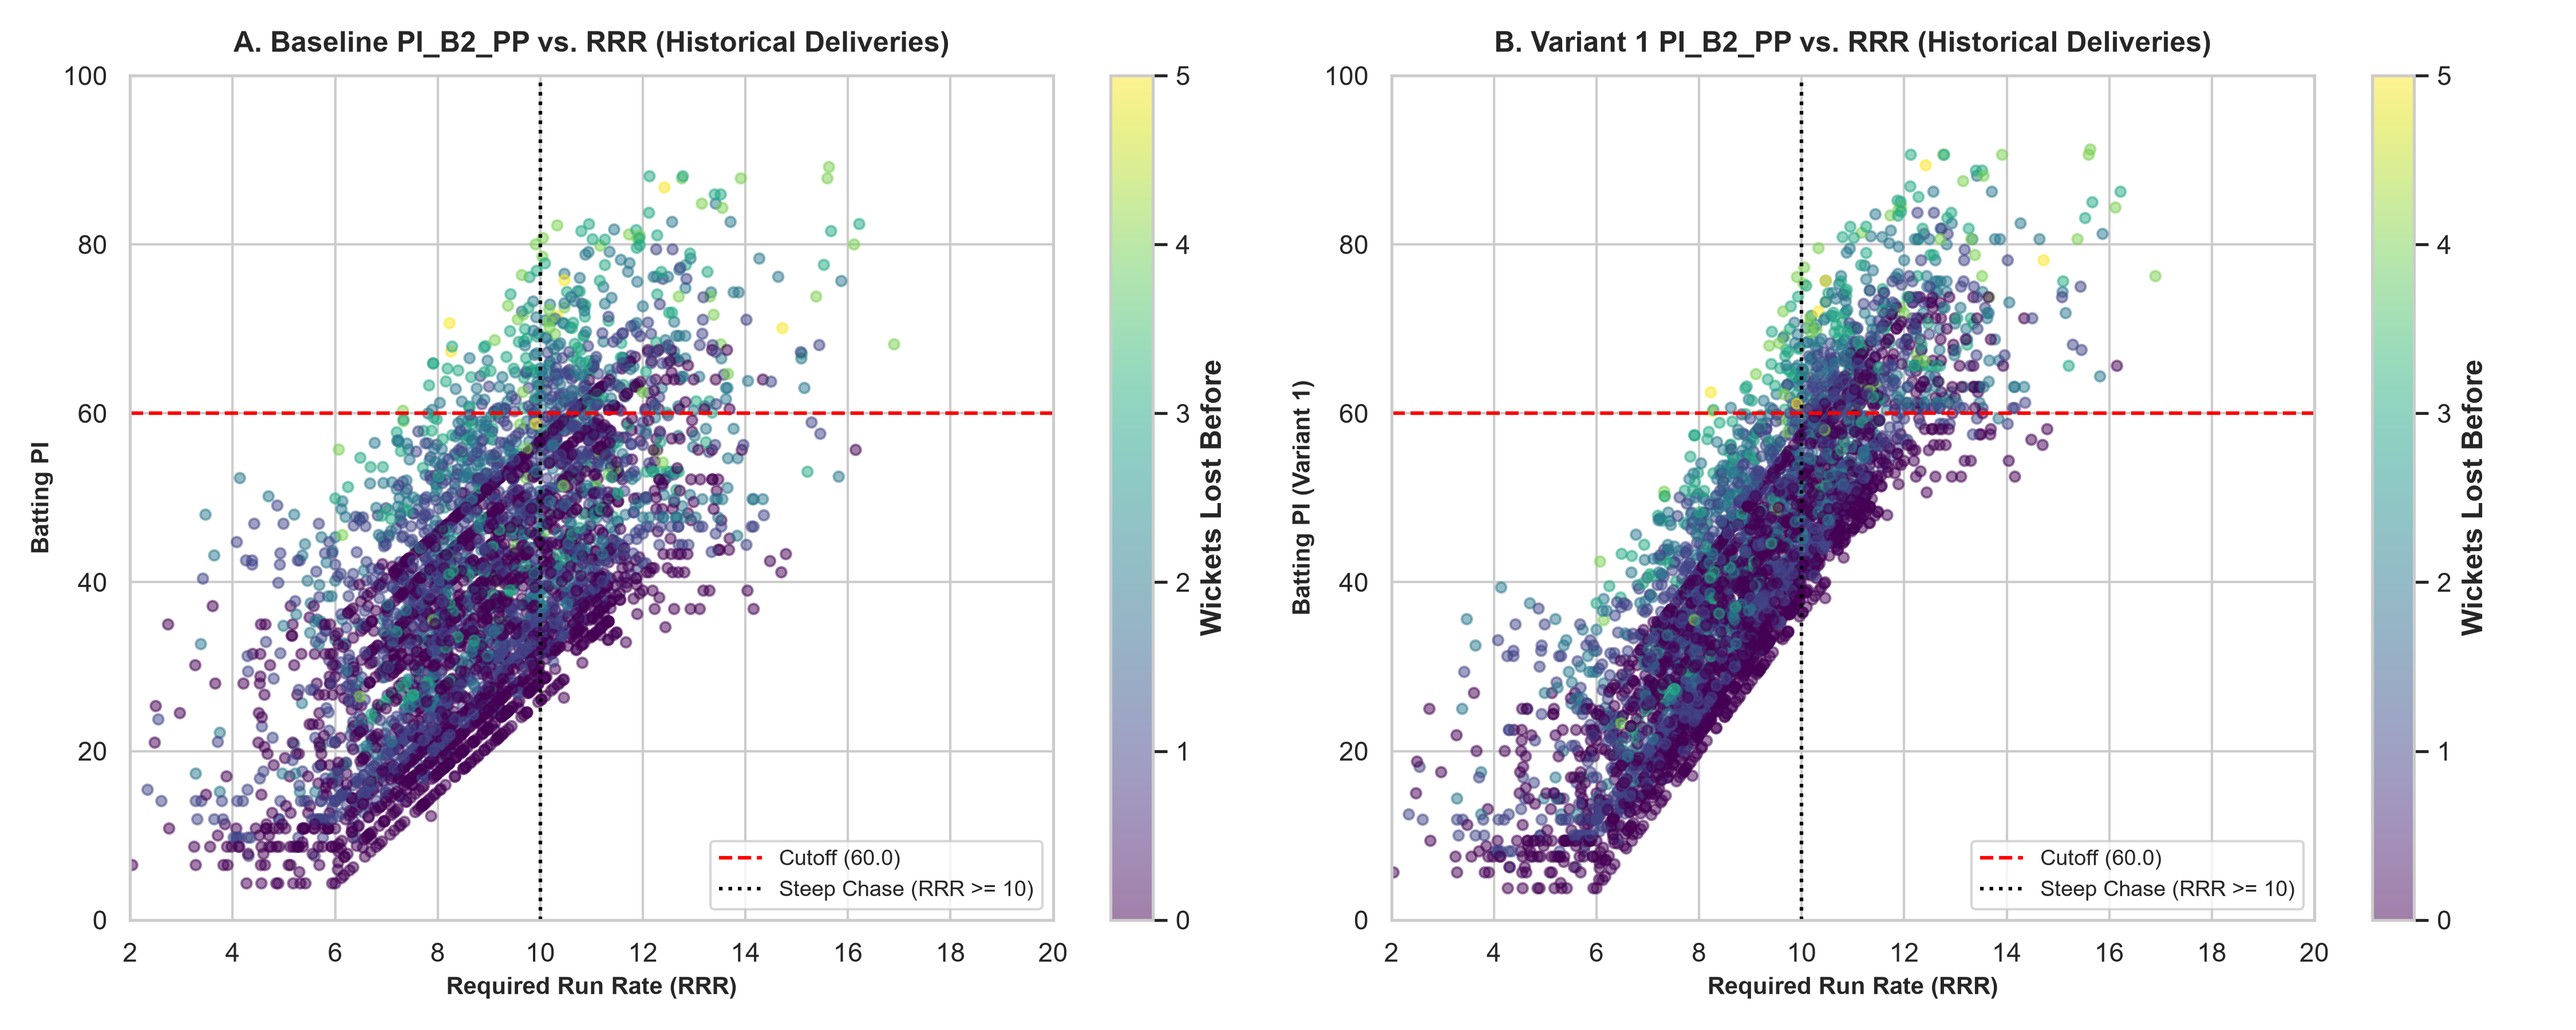 A. Baseline PI_B2_PP vs. RRR (Historical Deliveries)
100
80
60
40
20
0
Batting PI
2 4 6 8 10 12 14 16 18 20
Required Run Rate (RRR)
Cutoff (60.0)
Steep Chase (RRR >= 10)
5
4
3
2
1
0
Wickets Lost Before
B. Variant 1 PI_B2_PP vs. RRR (Historical Deliveries)
100
80
60
40
20
0
Batting PI (Variant 1)
2 4 6 8 10 12 14 16 18 20
Required Run Rate (RRR)
Cutoff (60.0)
Steep Chase (RRR >= 10)
5
4
3
2
1
0
Wickets Lost Before